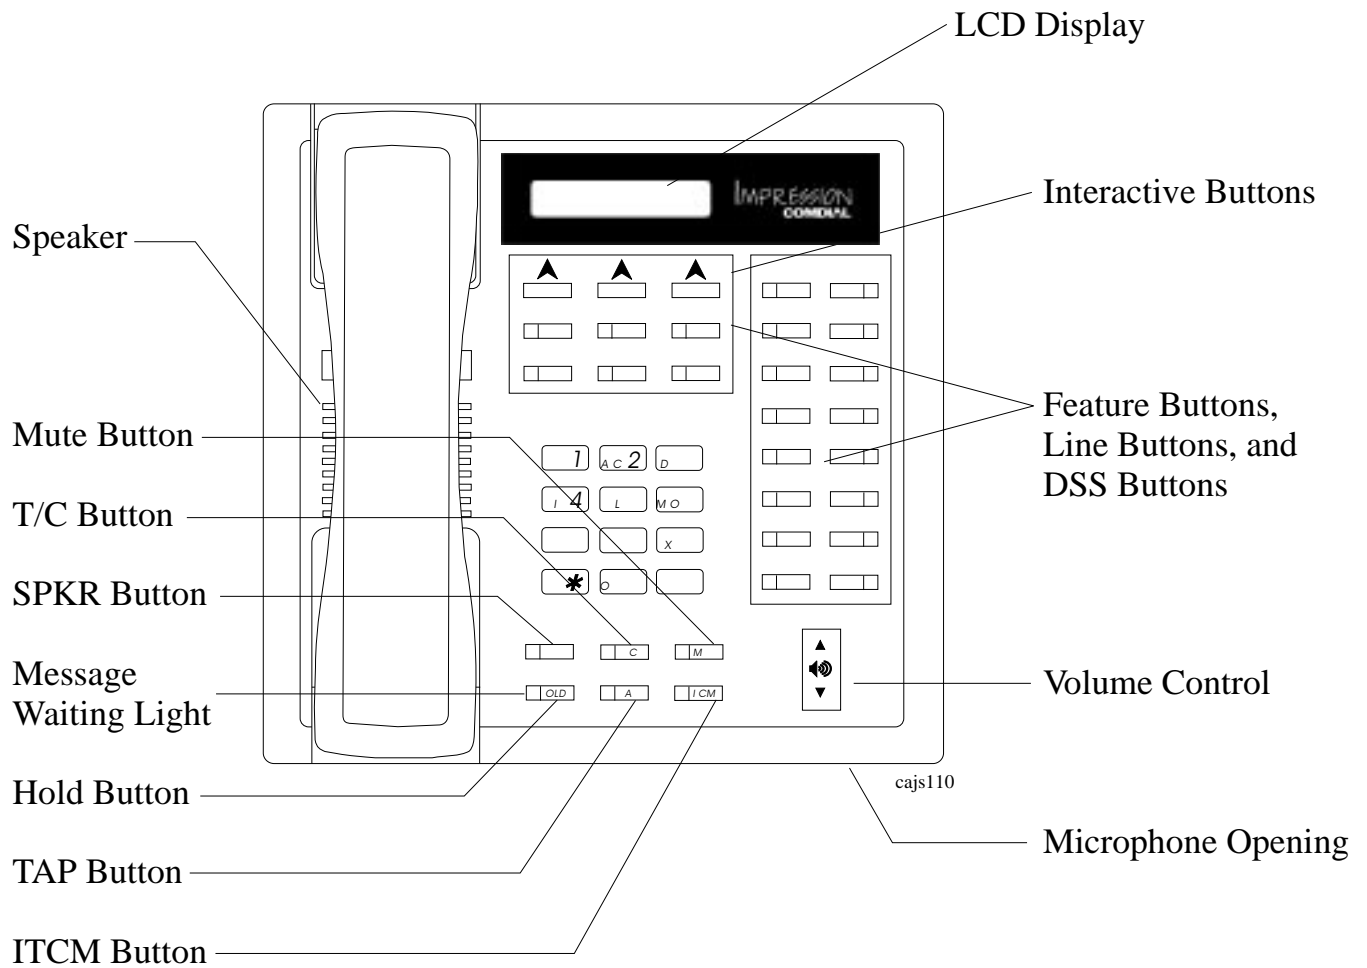 LCD Display
IMPRESSION
COMDIAL
Interactive Buttons
Speaker
Feature Buttons,
Line Buttons, and
DSS Buttons
Mute Button
1
A C 2
D
I 4
L
M O
T/C Button
X
*
O
SPKR Button
C
M
Message
Waiting Light
OLD
A
I CM
Volume Control
Hold Button
cajs110
Microphone Opening
TAP Button
ITCM Button